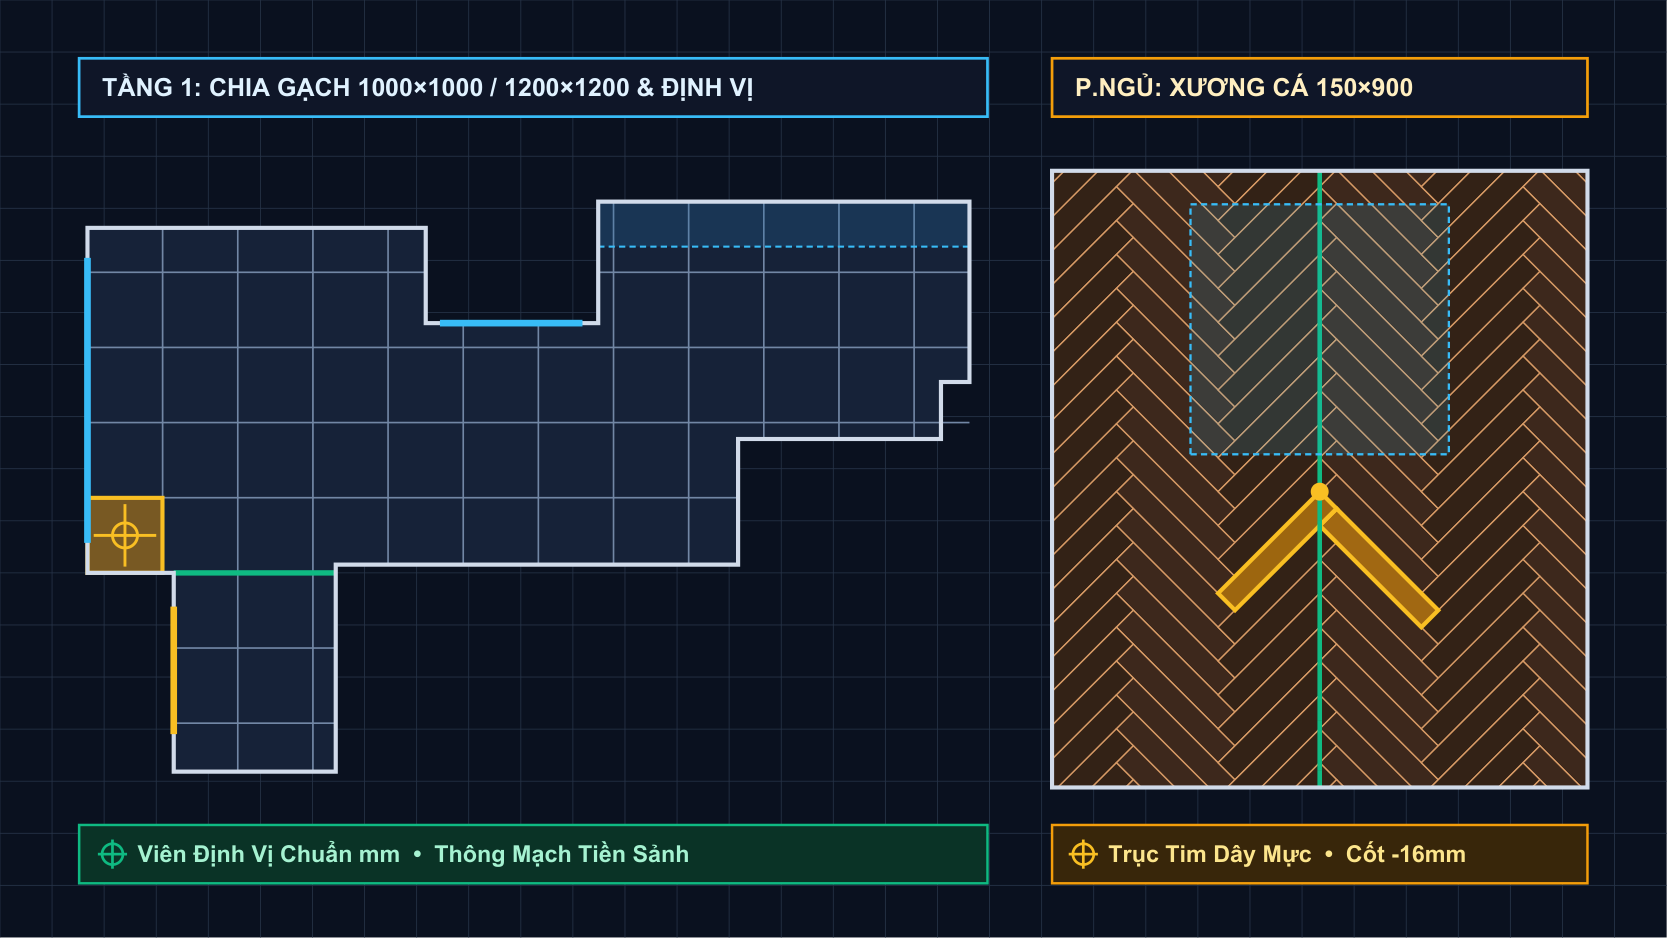 TẦNG 1: CHIA GẠCH 1000×1000 / 1200×1200 & ĐỊNH VỊ
P.NGỦ: XƯƠNG CÁ 150×900
Viên Định Vị Chuẩn mm • Thông Mạch Tiền Sảnh
Trục Tim Dây Mực • Cốt -16mm